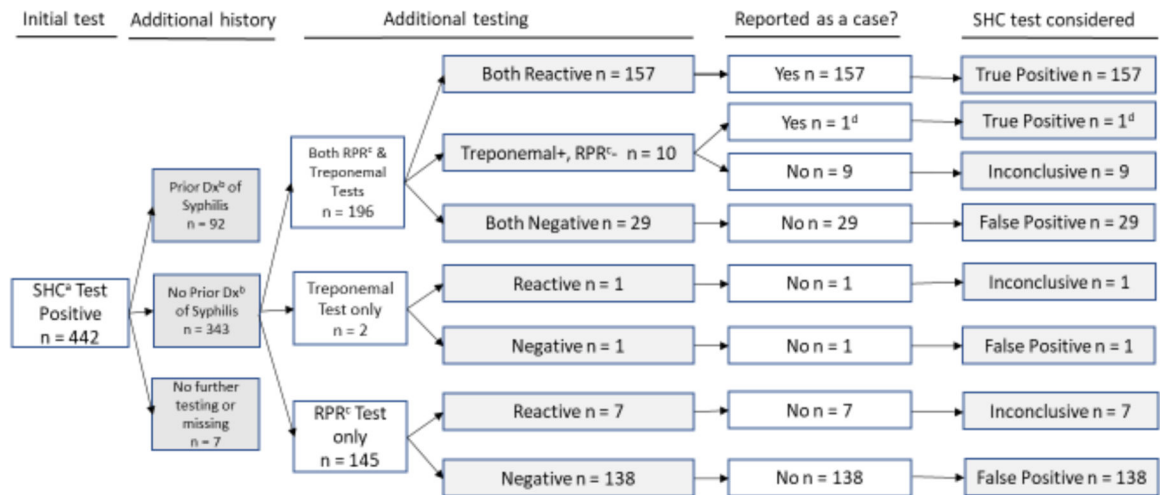 Initial test
Additional history
Additional testing
Reported as a case?
SHC test considered
SHCᵃ Test
Positive
n = 442
Prior Dxᵇ of
Syphilis
n = 92
No Prior Dxᵇ
of Syphilis
n = 343
No further
testing or
missing
n = 7
Both RPRᶜ &
Treponemal
Tests
n = 196
Treponemal
Test only
n = 2
RPRᶜ Test
only
n = 145
Both Reactive n = 157
Yes n = 157
True Positive n = 157
Treponemal+, RPRᶜ- n = 10
Yes n = 1ᵈ
True Positive n = 1ᵈ
No n = 9
Inconclusive n = 9
Both Negative n = 29
No n = 29
False Positive n = 29
Reactive n = 1
No n = 1
Inconclusive n = 1
Negative n = 1
No n = 1
False Positive n = 1
Reactive n = 7
No n = 7
Inconclusive n = 7
Negative n = 138
No n = 138
False Positive n = 138